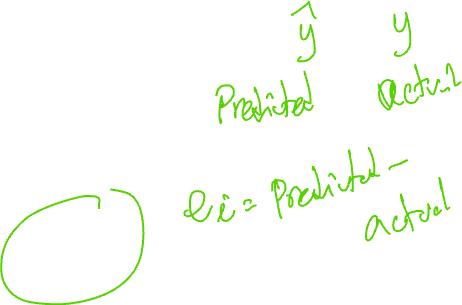 ŷ y
Predicted actual
ei = Predicted -
actual